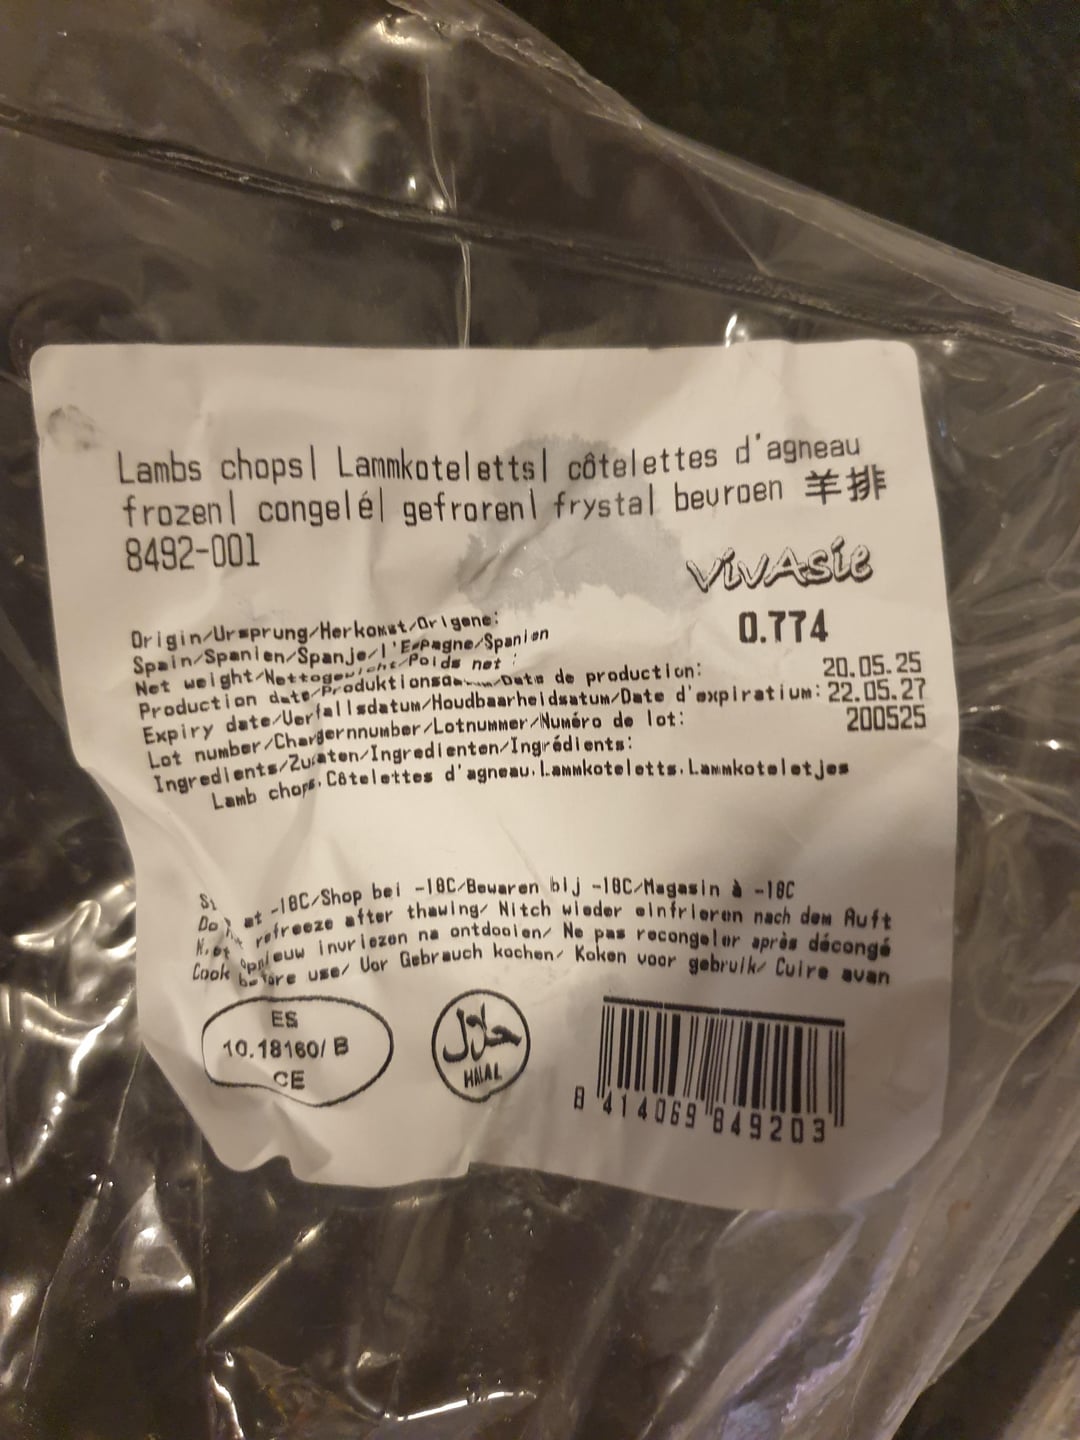 Lambs chops| Lammkoteletts| côtelettes d'agneau
frozen| congelé| gefroren| frystal bevroen 羊排
8492-001
VivAsie
Origin/Ursprung/Herkomst/Origene:
Spain/Spanien/Spanje/l'Espagne/Spanien
Net weight/Nettogewicht/Poids net : 0.774
Production date/Produktionsda /Date de production: 20.05.25
Expiry date/Verfallsdatum/Houdbaarheidsatum/Date d'expiratium: 22.05.27
Lot number/Chargernnumber/Lotnummer/Numéro de lot: 200525
Ingredients/Zutaten/Ingredienten/Ingrédients:
Lamb chops,Côtelettes d'agneau,Lammkoteletts,Lammkoteletjes
at -18C/Shop bei -18C/Bewaren bij -18C/Magasin à -18C
refreeze after thawing/ Nitch wieder einfrieren nach dem Auft
opnieuw invriezen na ontdooien/ Ne pas recongeler après décongé
Cook before use/ Vor Gebrauch kochen/ Koken voor gebruik/ Cuire avan
ES
10.18160/ B
CE
حلال
HALAL
8 414069 849203